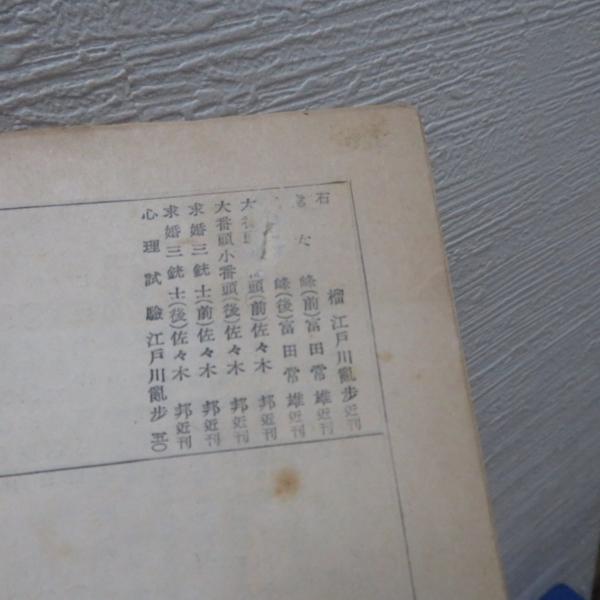 石榴 江戸川亂歩 近刊
峰(前) 富田常雄 近刊
峰(後) 富田常雄 近刊
大番頭(前) 佐々木 邦 近刊
大番頭小番頭(後) 佐々木 邦 近刊
求婚三銃士(前) 佐々木 邦 近刊
求婚三銃士(後) 佐々木 邦 近刊
心理試験 江戸川亂歩